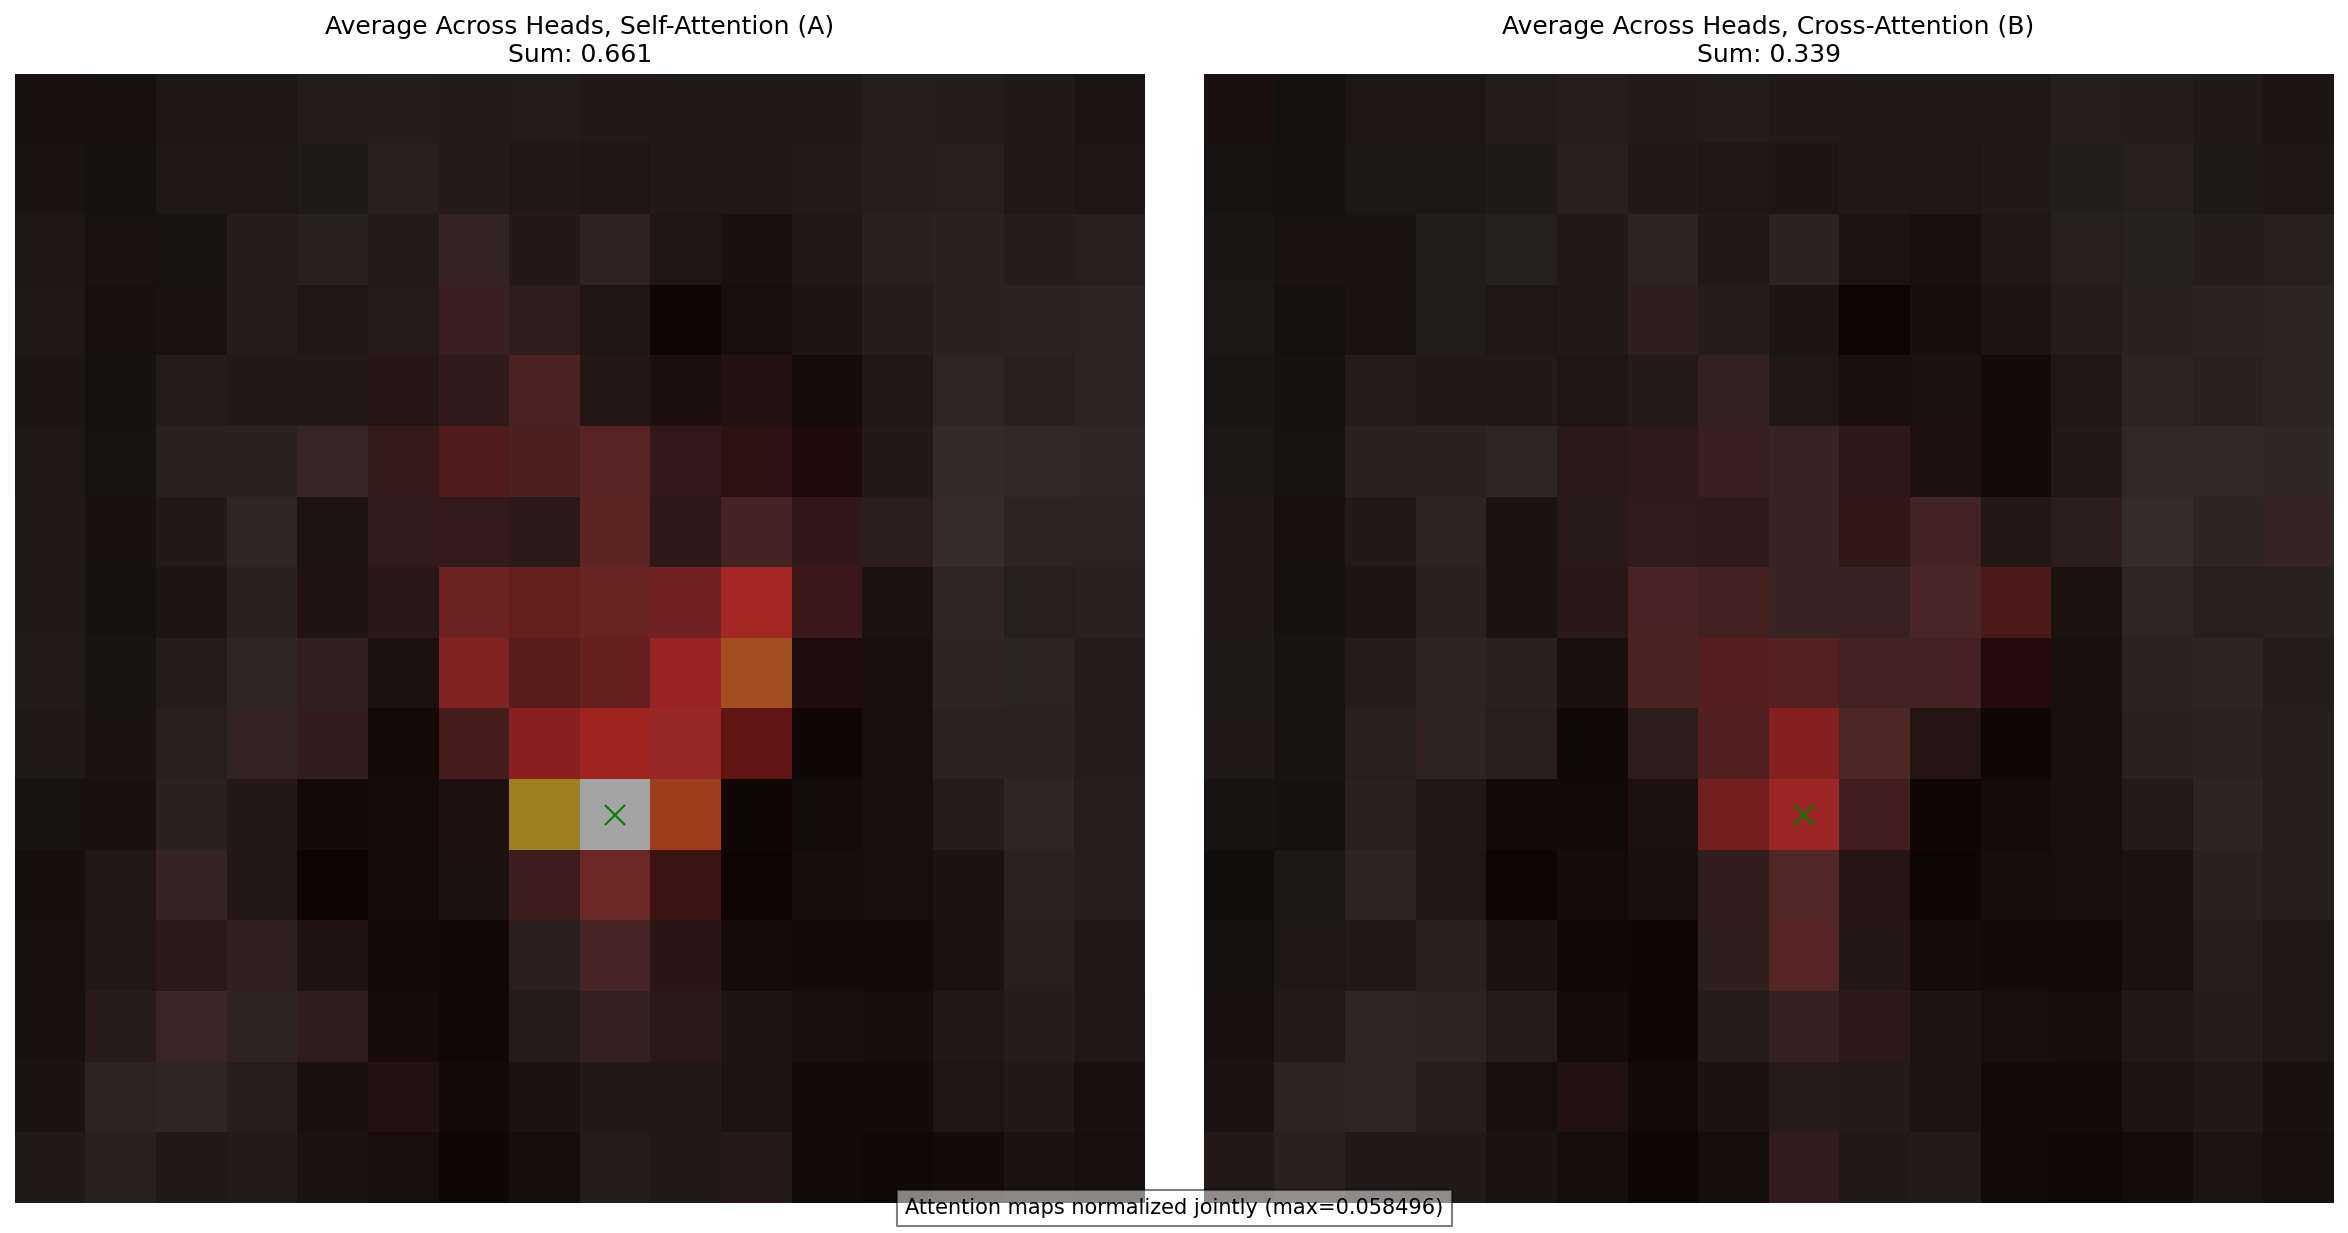 Average Across Heads, Self-Attention (A)
Sum: 0.661
Average Across Heads, Cross-Attention (B)
Sum: 0.339
Attention maps normalized jointly (max=0.058496)